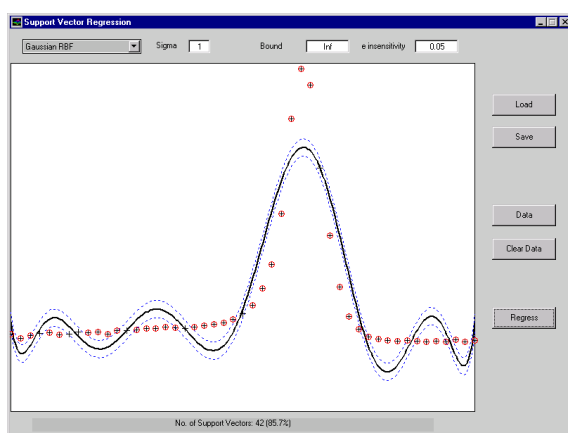 Support Vector Regression
Gaussian RBF Sigma 1 Bound Inf e insensitivity 0.05
Load
Save
Data
Clear Data
Regress
No. of Support Vectors: 42 (85.7%)